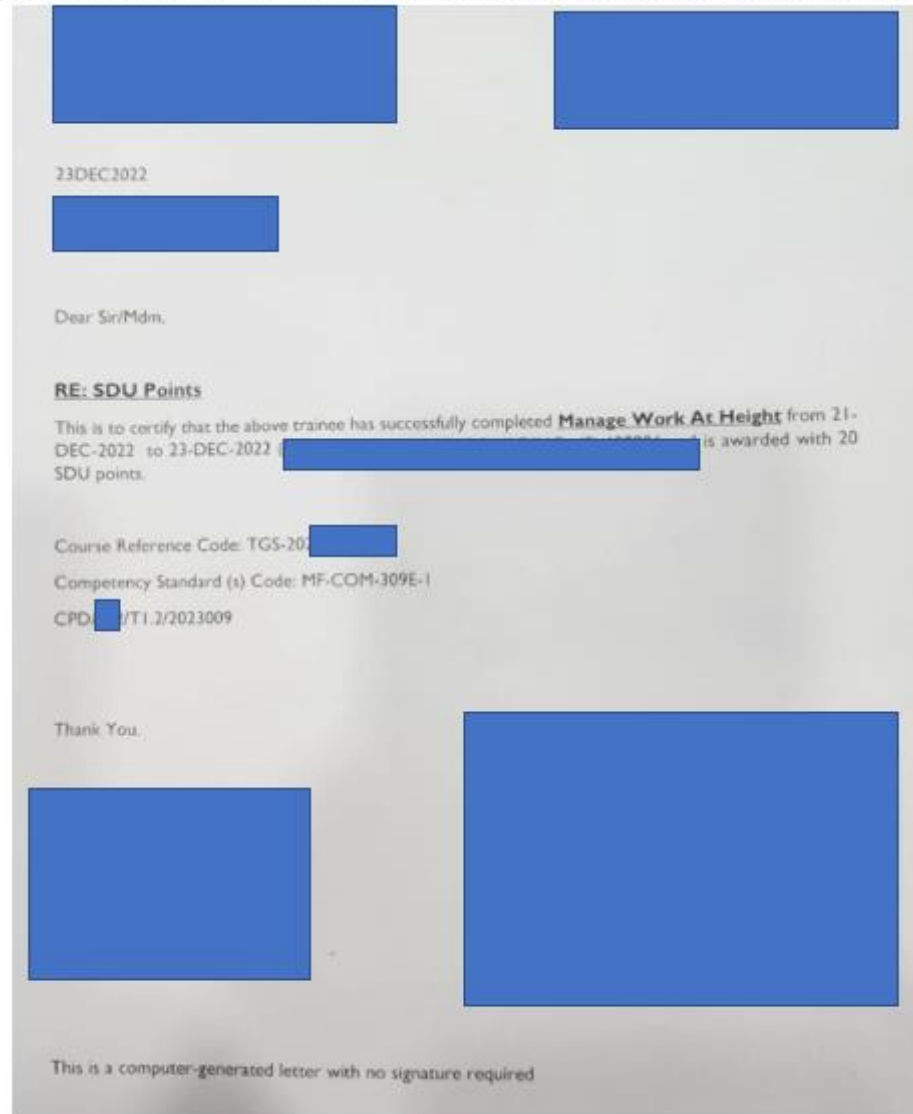 23DEC2022
Dear Sir/Mdm,
RE: SDU Points
This is to certify that the above trainee has successfully completed Manage Work At Height from 21-
DEC-2022 to 23-DEC-2022 ( is awarded with 20
SDU points.
Course Reference Code: TGS-202
Competency Standard (s) Code: MF-COM-309E-1
CPD /T1.2/2023009
Thank You.
This is a computer-generated letter with no signature required